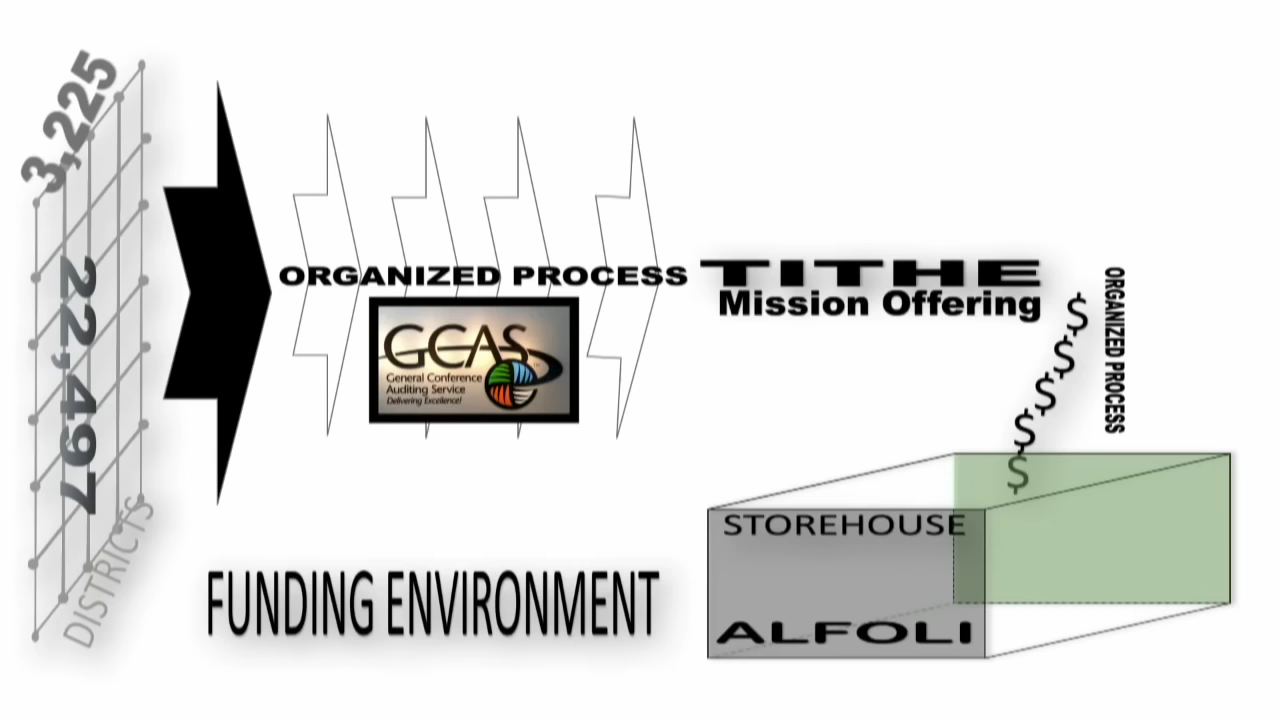 3,225
22,497
DISTRICTS
ORGANIZED PROCESS
GCAS
General Conference
Auditing Service
Delivering Excellence!
TITHE
Mission Offering
ORGANIZED PROCESS
$
$
$
$
$
STOREHOUSE
ALFOLI
FUNDING ENVIRONMENT